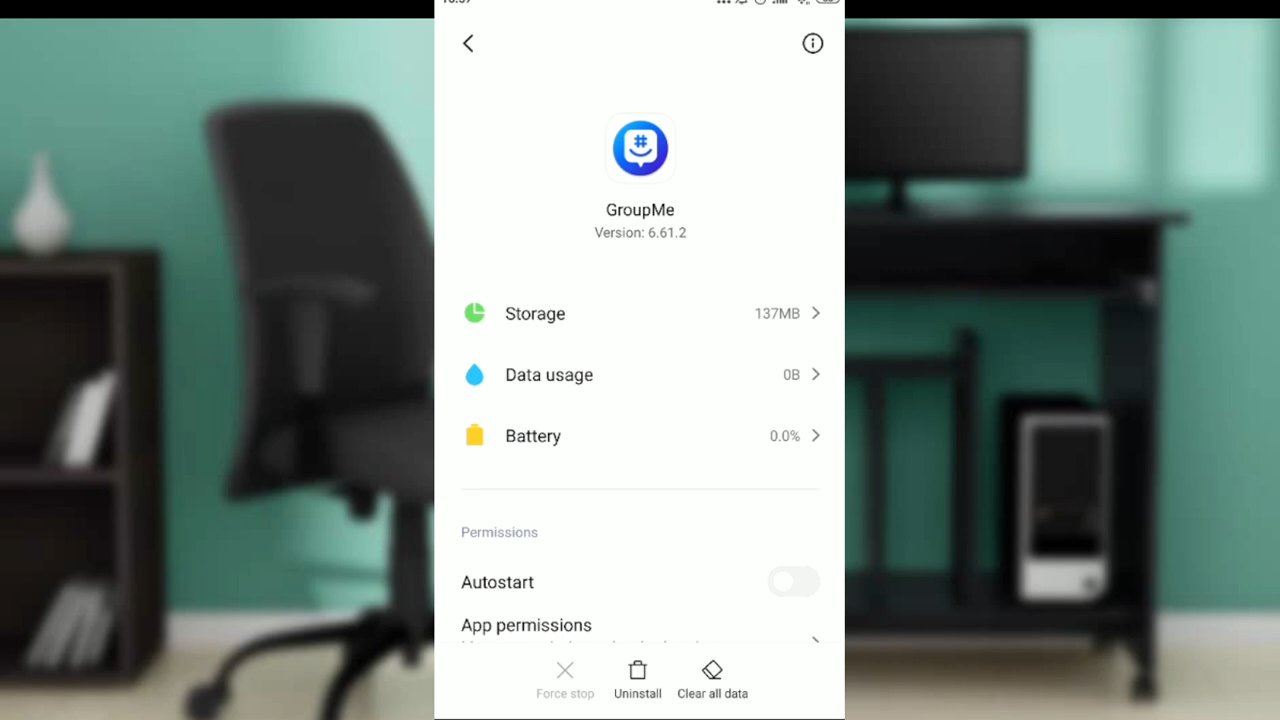 GroupMe
Version: 6.61.2
Storage 137MB
Data usage 0B
Battery 0.0%
Permissions
Autostart
App permissions
Force stop Uninstall Clear all data